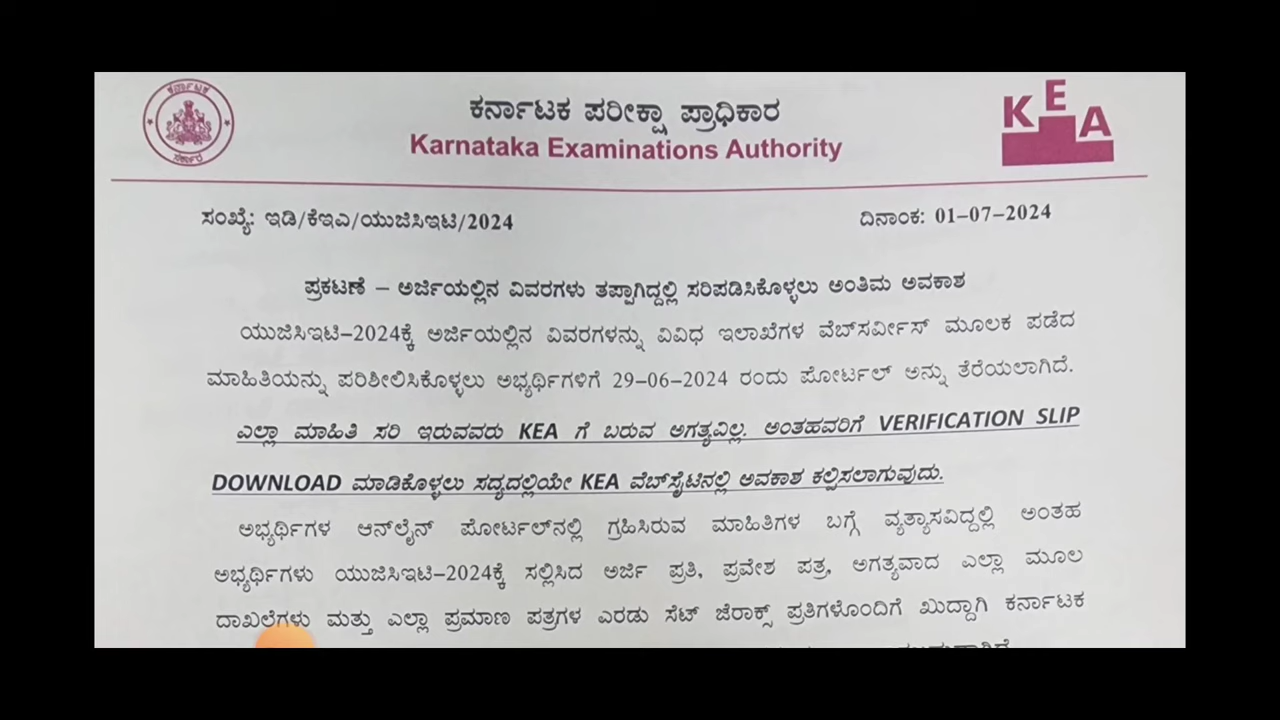 ಕರ್ನಾಟಕ
ಸರ್ಕಾರ
ಕರ್ನಾಟಕ ಪರೀಕ್ಷಾ ಪ್ರಾಧಿಕಾರ
Karnataka Examinations Authority
KEA
ಸಂಖ್ಯೆ: ಇಡಿ/ಕೆಇಎ/ಯುಜಿಸಿಇಟಿ/2024 ದಿನಾಂಕ: 01-07-2024
ಪ್ರಕಟಣೆ – ಅರ್ಜಿಯಲ್ಲಿನ ವಿವರಗಳು ತಪ್ಪಾಗಿದ್ದಲ್ಲಿ ಸರಿಪಡಿಸಿಕೊಳ್ಳಲು ಅಂತಿಮ ಅವಕಾಶ
ಯುಜಿಸಿಇಟಿ–2024ಕ್ಕೆ ಅರ್ಜಿಯಲ್ಲಿನ ವಿವರಗಳನ್ನು ವಿವಿಧ ಇಲಾಖೆಗಳ ವೆಬ್‌ಸರ್ವೀಸ್ ಮೂಲಕ ಪಡೆದ
ಮಾಹಿತಿಯನ್ನು ಪರಿಶೀಲಿಸಿಕೊಳ್ಳಲು ಅಭ್ಯರ್ಥಿಗಳಿಗೆ 29–06–2024 ರಂದು ಪೋರ್ಟಲ್ ಅನ್ನು ತೆರೆಯಲಾಗಿದೆ.
ಎಲ್ಲಾ ಮಾಹಿತಿ ಸರಿ ಇರುವವರು KEA ಗೆ ಬರುವ ಅಗತ್ಯವಿಲ್ಲ. ಅಂತಹವರಿಗೆ VERIFICATION SLIP
DOWNLOAD ಮಾಡಿಕೊಳ್ಳಲು ಸದ್ಯದಲ್ಲಿಯೇ KEA ವೆಬ್‌ಸೈಟಿನಲ್ಲಿ ಅವಕಾಶ ಕಲ್ಪಿಸಲಾಗುವುದು.
ಅಭ್ಯರ್ಥಿಗಳ ಆನ್‌ಲೈನ್ ಪೋರ್ಟಲ್‌ನಲ್ಲಿ ಗ್ರಹಿಸಿರುವ ಮಾಹಿತಿಗಳ ಬಗ್ಗೆ ವ್ಯತ್ಯಾಸವಿದ್ದಲ್ಲಿ ಅಂತಹ
ಅಭ್ಯರ್ಥಿಗಳು ಯುಜಿಸಿಇಟಿ–2024ಕ್ಕೆ ಸಲ್ಲಿಸಿದ ಅರ್ಜಿ ಪ್ರತಿ, ಪ್ರವೇಶ ಪತ್ರ, ಅಗತ್ಯವಾದ ಎಲ್ಲಾ ಮೂಲ
ದಾಖಲೆಗಳು ಮತ್ತು ಎಲ್ಲಾ ಪ್ರಮಾಣ ಪತ್ರಗಳ ಎರಡು ಸೆಟ್ ಜೆರಾಕ್ಸ್ ಪ್ರತಿಗಳೊಂದಿಗೆ ಖುದ್ದಾಗಿ ಕರ್ನಾಟಕ